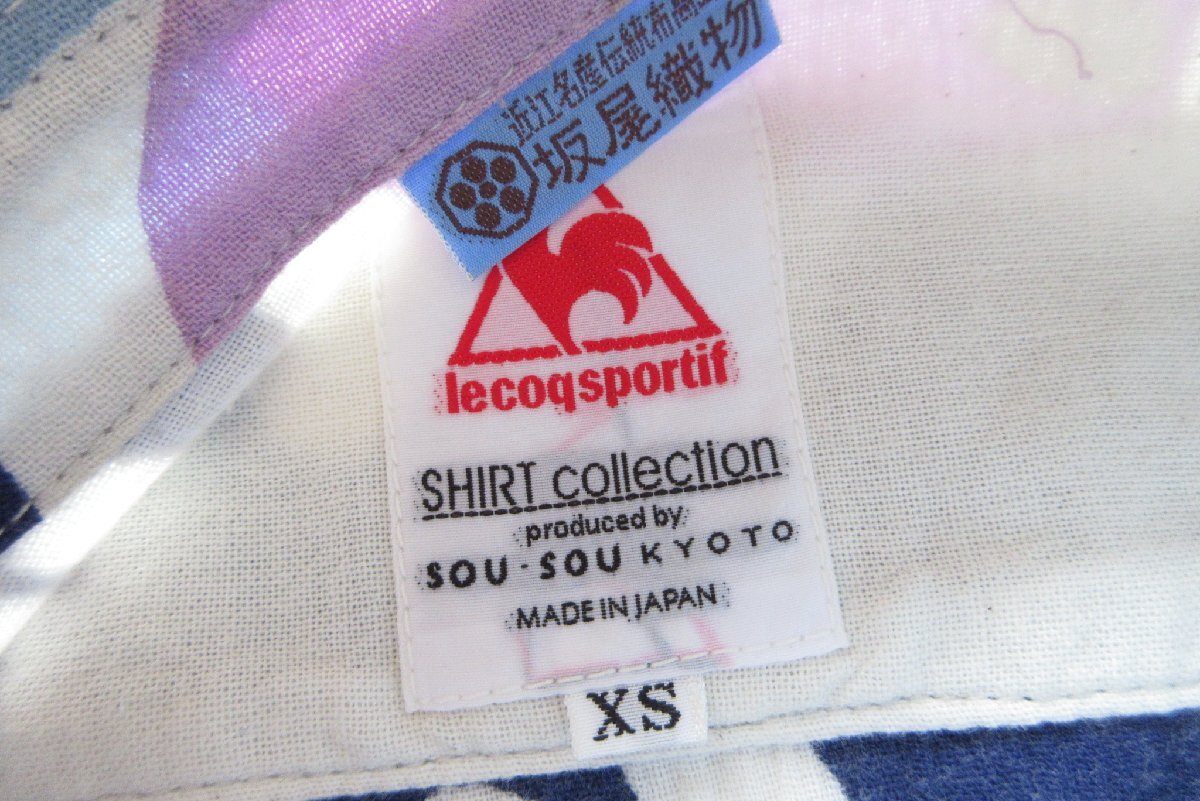 近江名産伝統布商
坂尾織物
lecoqsportif
SHIRT collection
produced by
SOU・SOU KYOTO
MADE IN JAPAN
XS